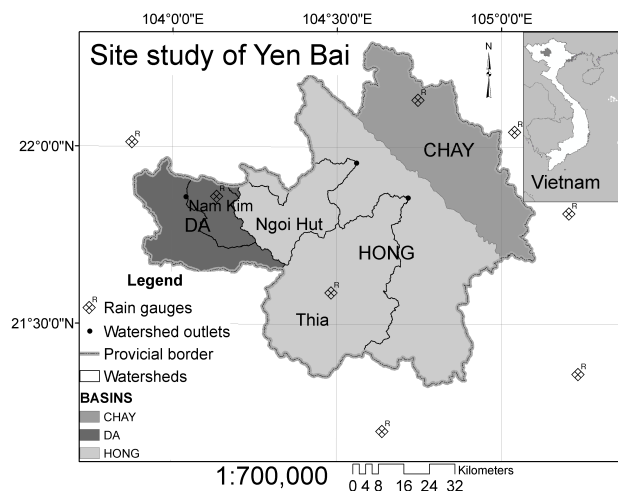 104°0'0"E 104°30'0"E 105°0'0"E
Site study of Yen Bai
N
R
R
R
22°0'0"N
CHAY
Vietnam
R
R
Nam Kim
DA
Ngoi Hut
R
HONG
Legend
R
Rain gauges
R
Watershed outlets
Thia
21°30'0"N
Provicial border
Watersheds
R
BASINS
CHAY
DA
R
HONG
1:700,000
Kilometers
0 4 8 16 24 32